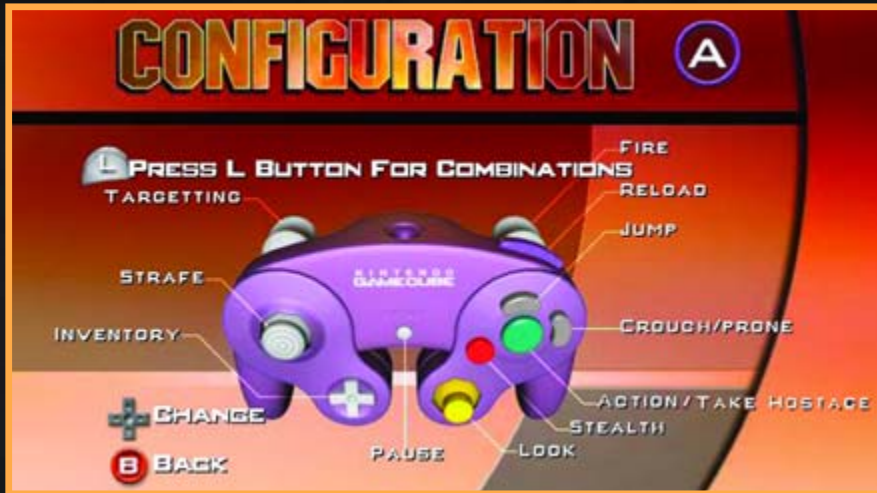 CONFIGURATION A
FIRE
L PRESS L BUTTON FOR COMBINATIONS
TARGETTING
RELOAD
JUMP
NINTENDO
GAMECUBE
STRAFE
INVENTORY
CROUCH/PRONE
ACTION/TAKE HOSTAGE
CHANGE
STEALTH
PAUSE
LOOK
B BACK